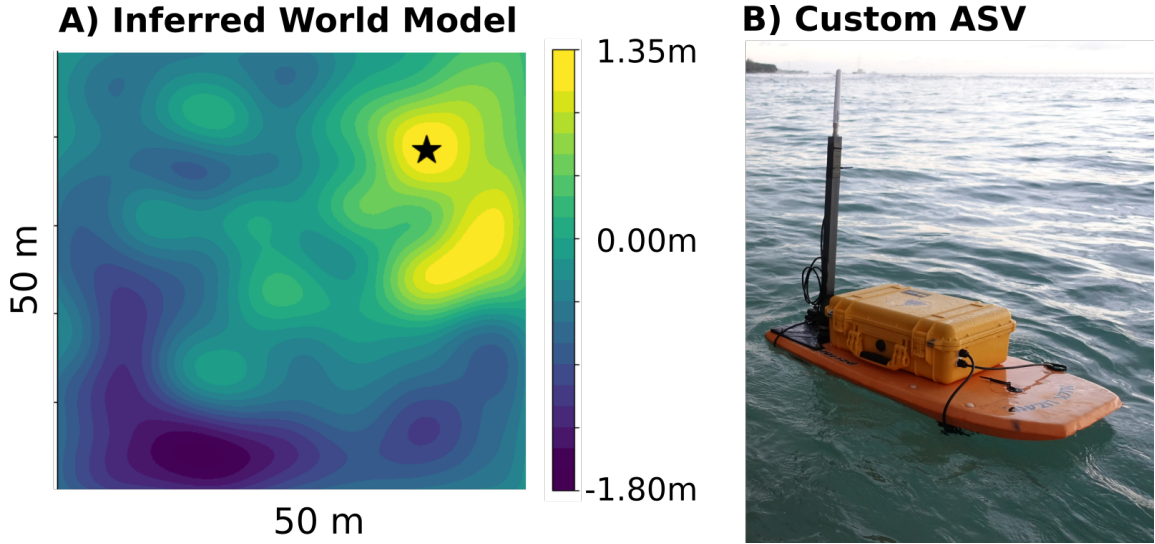 A) Inferred World Model
B) Custom ASV
1.35m
0.00m
-1.80m
50 m
50 m